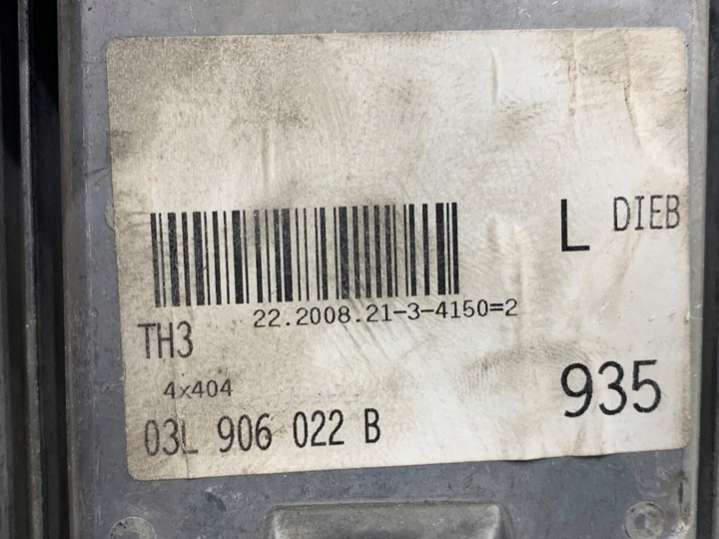 L DIEB
22.2008.21-3-4150=2
TH3
4x404
935
03L 906 022 B